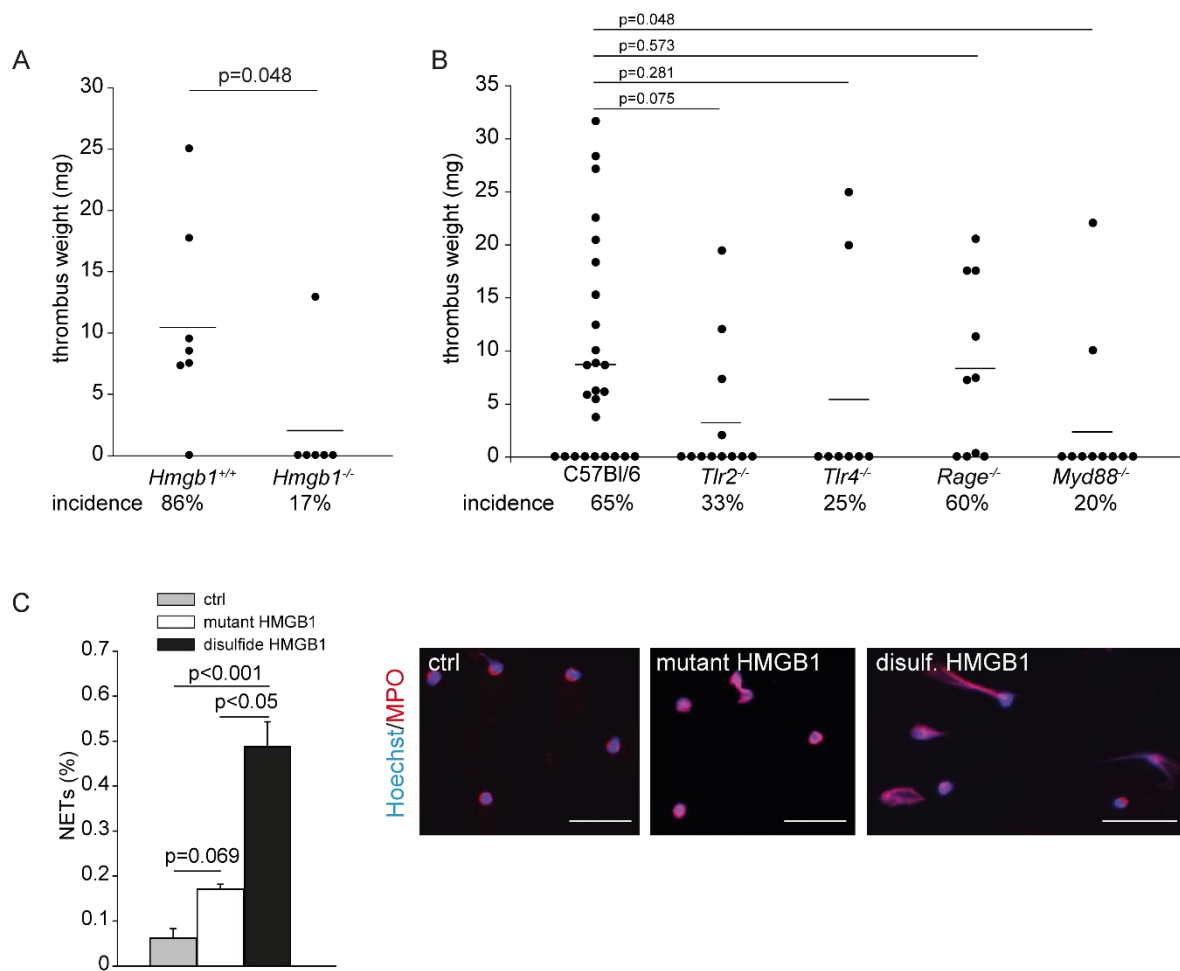 A
p=0.048
30
25
20
15
10
5
0
thrombus weight (mg)
Hmgb1+/+ Hmgb1-/-
incidence 86% 17%
B
p=0.048
p=0.573
p=0.281
p=0.075
35
30
25
20
15
10
5
0
thrombus weight (mg)
C57Bl/6 Tlr2-/- Tlr4-/- Rage-/- Myd88-/-
incidence 65% 33% 25% 60% 20%
C
ctrl
mutant HMGB1
disulfide HMGB1
0.7
0.6
0.5
0.4
0.3
0.2
0.1
0
NETs (%)
p<0.001
p<0.05
p=0.069
Hoechst/MPO
ctrl
mutant HMGB1
disulf. HMGB1